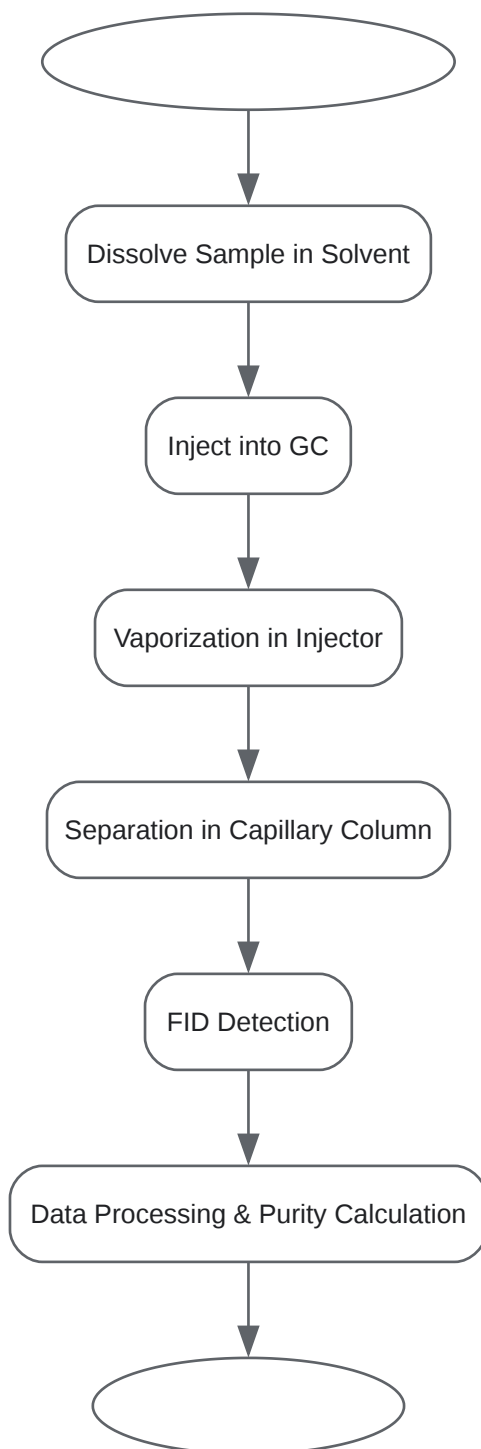 Dissolve Sample in Solvent
Inject into GC
Vaporization in Injector
Separation in Capillary Column
FID Detection
Data Processing & Purity Calculation